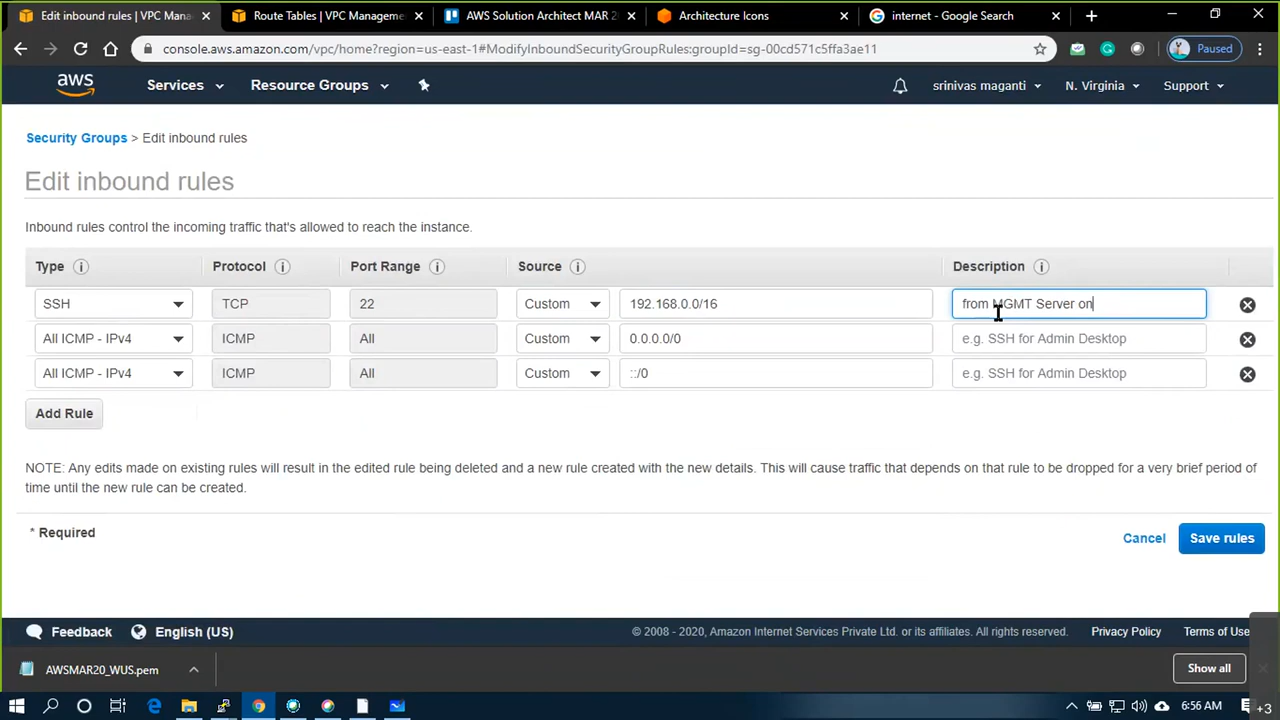 Edit inbound rules | VPC Mana
Route Tables | VPC Manageme
AWS Solution Architect MAR 2
Architecture Icons
internet - Google Search
console.aws.amazon.com/vpc/home?region=us-east-1#ModifyInboundSecurityGroupRules:groupId=sg-00cd571c5ffa3ae11
Paused
aws
Services
Resource Groups
srinivas maganti
N. Virginia
Support
Security Groups > Edit inbound rules
Edit inbound rules
Inbound rules control the incoming traffic that's allowed to reach the instance.
Type Protocol Port Range Source Description
SSH TCP 22 Custom 192.168.0.0/16 from MGMT Server on
All ICMP - IPv4 ICMP All Custom 0.0.0.0/0 e.g. SSH for Admin Desktop
All ICMP - IPv4 ICMP All Custom ::/0 e.g. SSH for Admin Desktop
Add Rule
NOTE: Any edits made on existing rules will result in the edited rule being deleted and a new rule created with the new details. This will cause traffic that depends on that rule to be dropped for a very brief period of
time until the new rule can be created.
* Required
Cancel
Save rules
Feedback
English (US)
© 2008 - 2020, Amazon Internet Services Private Ltd. or its affiliates. All rights reserved.
Privacy Policy
Terms of Use
AWSMAR20_WUS.pem
Show all
6:56 AM
+3